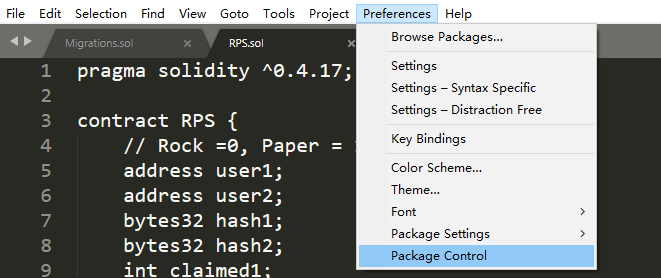 File Edit Selection Find View Goto Tools Project Preferences Help
Migrations.sol × RPS.sol ×
Browse Packages...
Settings
Settings – Syntax Specific
Settings – Distraction Free
Key Bindings
Color Scheme...
Theme...
Font
Package Settings
Package Control
1 pragma solidity ^0.4.17;
2
3 contract RPS {
4 // Rock =0, Paper =
5 address user1;
6 address user2;
7 bytes32 hash1;
8 bytes32 hash2;
9 int claimed1;